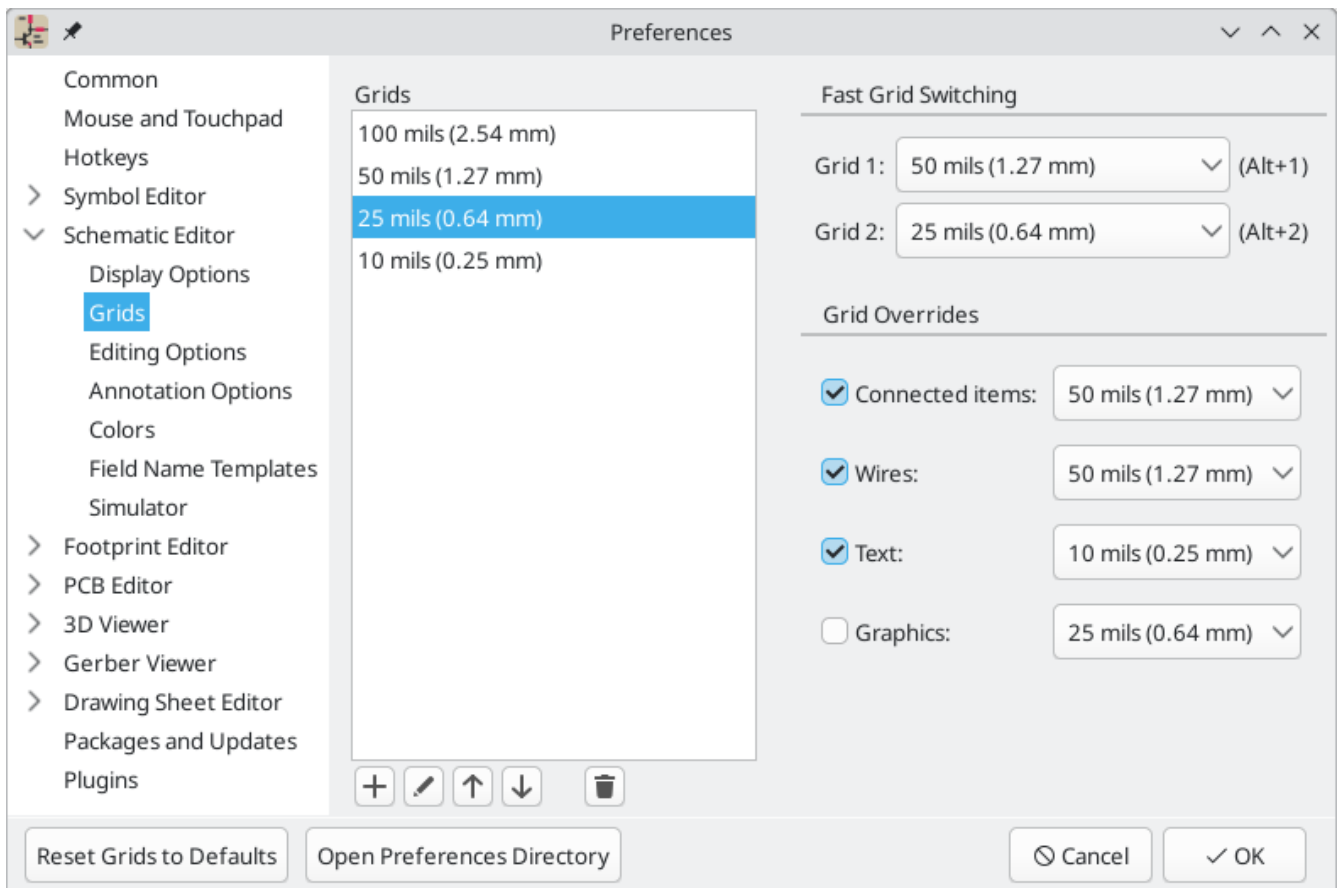 Preferences
Common
Mouse and Touchpad
Hotkeys
Symbol Editor
Schematic Editor
Display Options
Grids
Editing Options
Annotation Options
Colors
Field Name Templates
Simulator
Footprint Editor
PCB Editor
3D Viewer
Gerber Viewer
Drawing Sheet Editor
Packages and Updates
Plugins
Grids
100 mils (2.54 mm)
50 mils (1.27 mm)
25 mils (0.64 mm)
10 mils (0.25 mm)
Fast Grid Switching
Grid 1: 50 mils (1.27 mm) (Alt+1)
Grid 2: 25 mils (0.64 mm) (Alt+2)
Grid Overrides
Connected items: 50 mils (1.27 mm)
Wires: 50 mils (1.27 mm)
Text: 10 mils (0.25 mm)
Graphics: 25 mils (0.64 mm)
Reset Grids to Defaults Open Preferences Directory Cancel OK